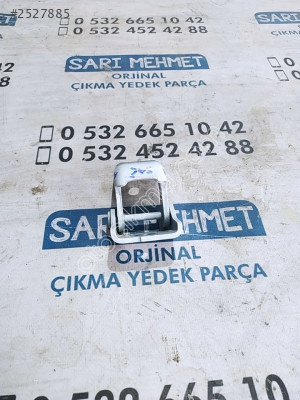 #2527885
0 532 665 10 42
0 532 452 42 88
SARI MEHMET
ORJİNAL
ÇIKMA YEDEK PARÇA
0 532 665 10 42
0 532 452 42 88
SARI MEHMET
ORJİNAL
ÇIKMA YEDEK PARÇA